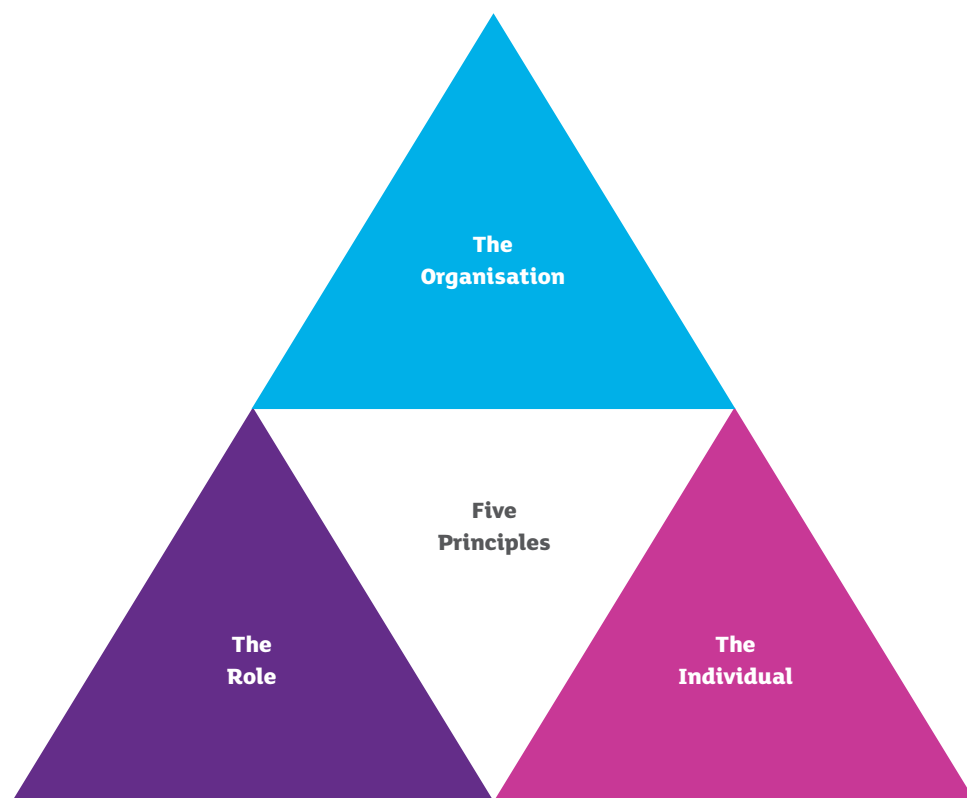 The
Organisation
Five
Principles
The
Role
The
Individual